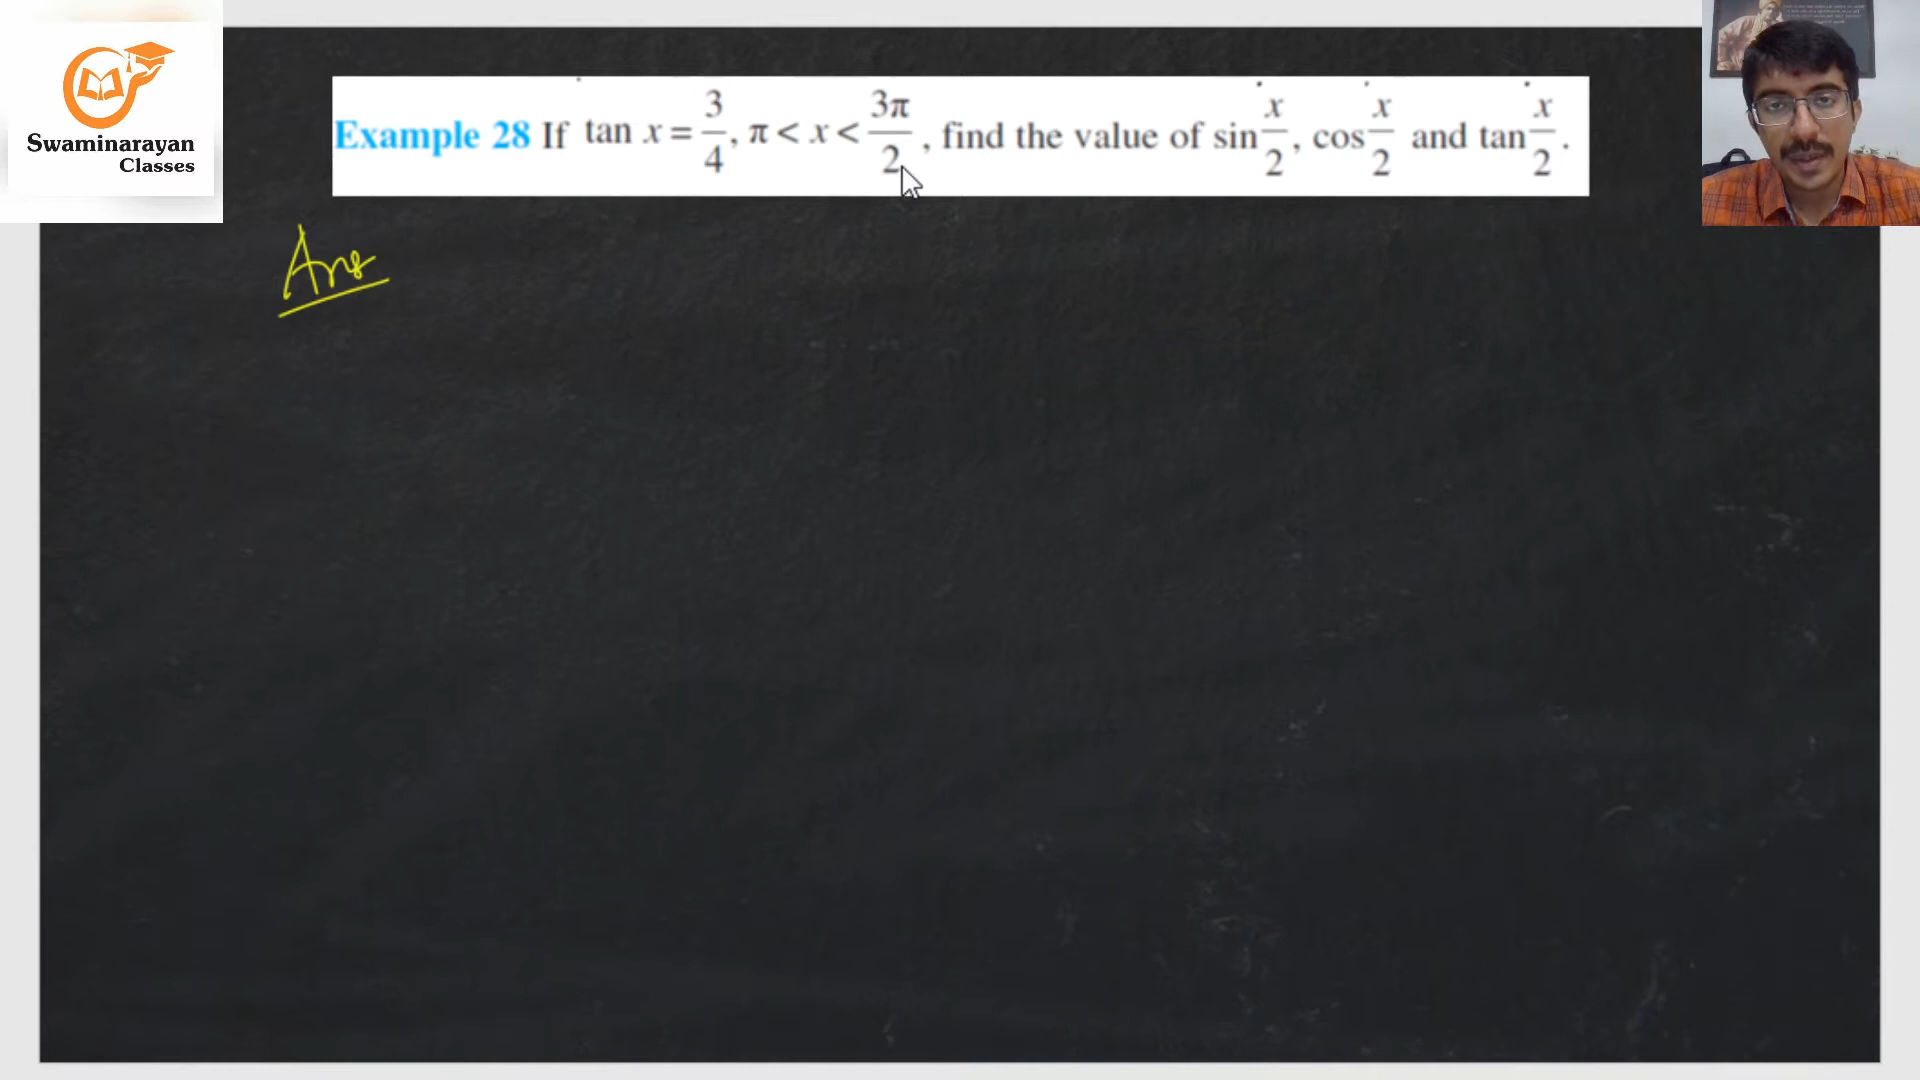 Swaminarayan
Classes
Example 28 If tan x = 3/4, π < x < 3π/2, find the value of sin x/2, cos x/2 and tan x/2.
Ans